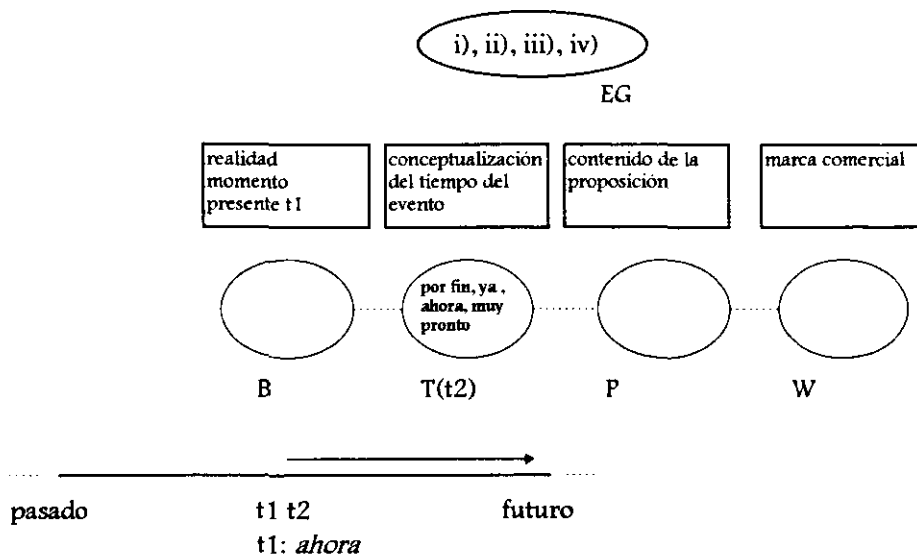 i), ii), iii), iv)
EG
realidad
momento
presente t1
conceptualización
del tiempo del
evento
contenido de la
proposición
marca comercial
por fin, ya ,
ahora, muy
pronto
B
T(t2)
P
W
pasado
t1 t2
futuro
t1: ahora